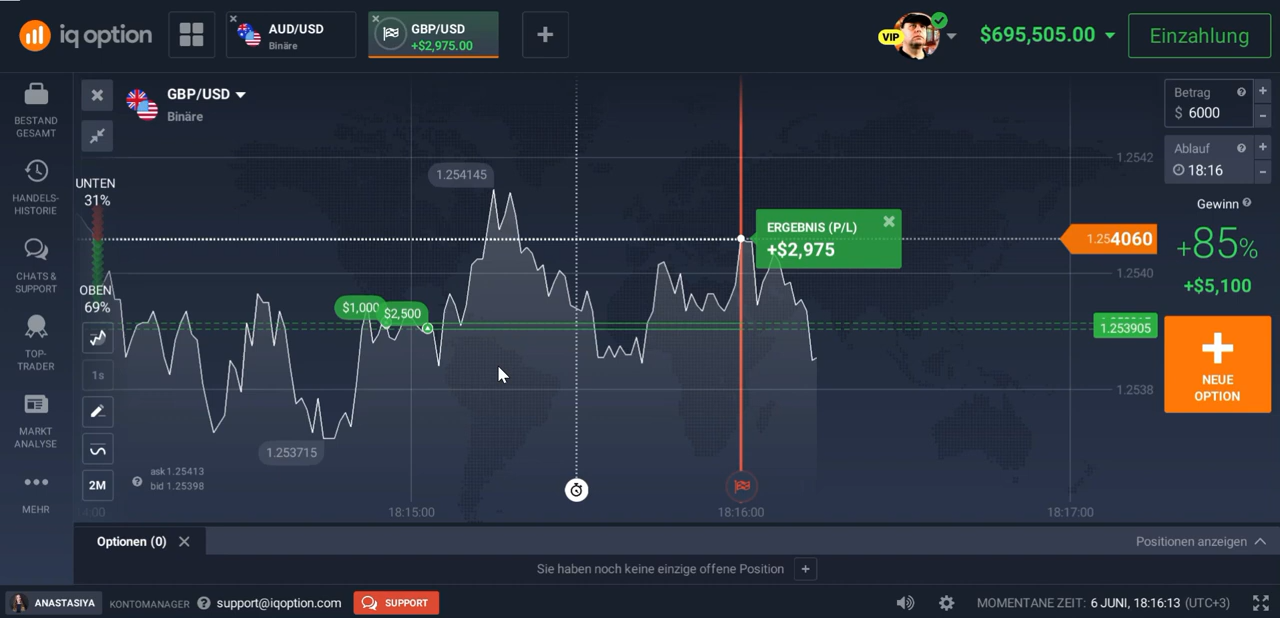 iq option
AUD/USD
Binäre
GBP/USD
+$2,975.00
VIP
$695,505.00
Einzahlung
BESTAND
GESAMT
HANDELS-
HISTORIE
CHATS &
SUPPORT
TOP-
TRADER
MARKT
ANALYSE
MEHR
GBP/USD
Binäre
UNTEN
31%
OBEN
69%
1s
2M
1.254145
$1,000
$2,500
1.253715
ask 1.25413
bid 1.25398
ERGEBNIS (P/L)
+$2,975
1.2542
1.254060
1.2540
1.253905
1.2538
4:00
18:15:00
18:16:00
18:17:00
Betrag
$ 6000
Ablauf
18:16
Gewinn
+85%
+$5,100
NEUE
OPTION
Optionen (0)
Positionen anzeigen
Sie haben noch keine einzige offene Position
ANASTASIYA
KONTOMANAGER
support@iqoption.com
SUPPORT
MOMENTANE ZEIT: 6 JUNI, 18:16:13 (UTC+3)